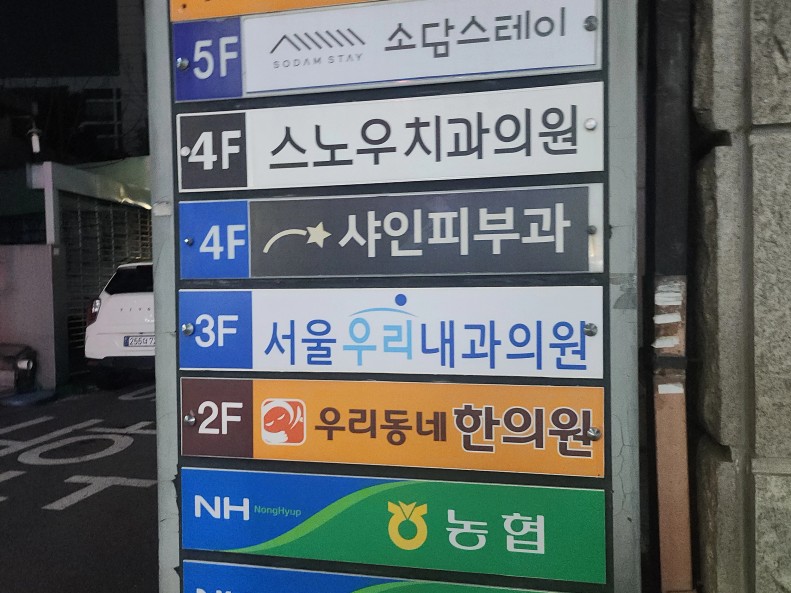 5F SODAM STAY 소담스테이
4F 스노우치과의원
4F 샤인피부과
3F 서울우리내과의원
2F 우리동네한의원
NH NongHyup 농협